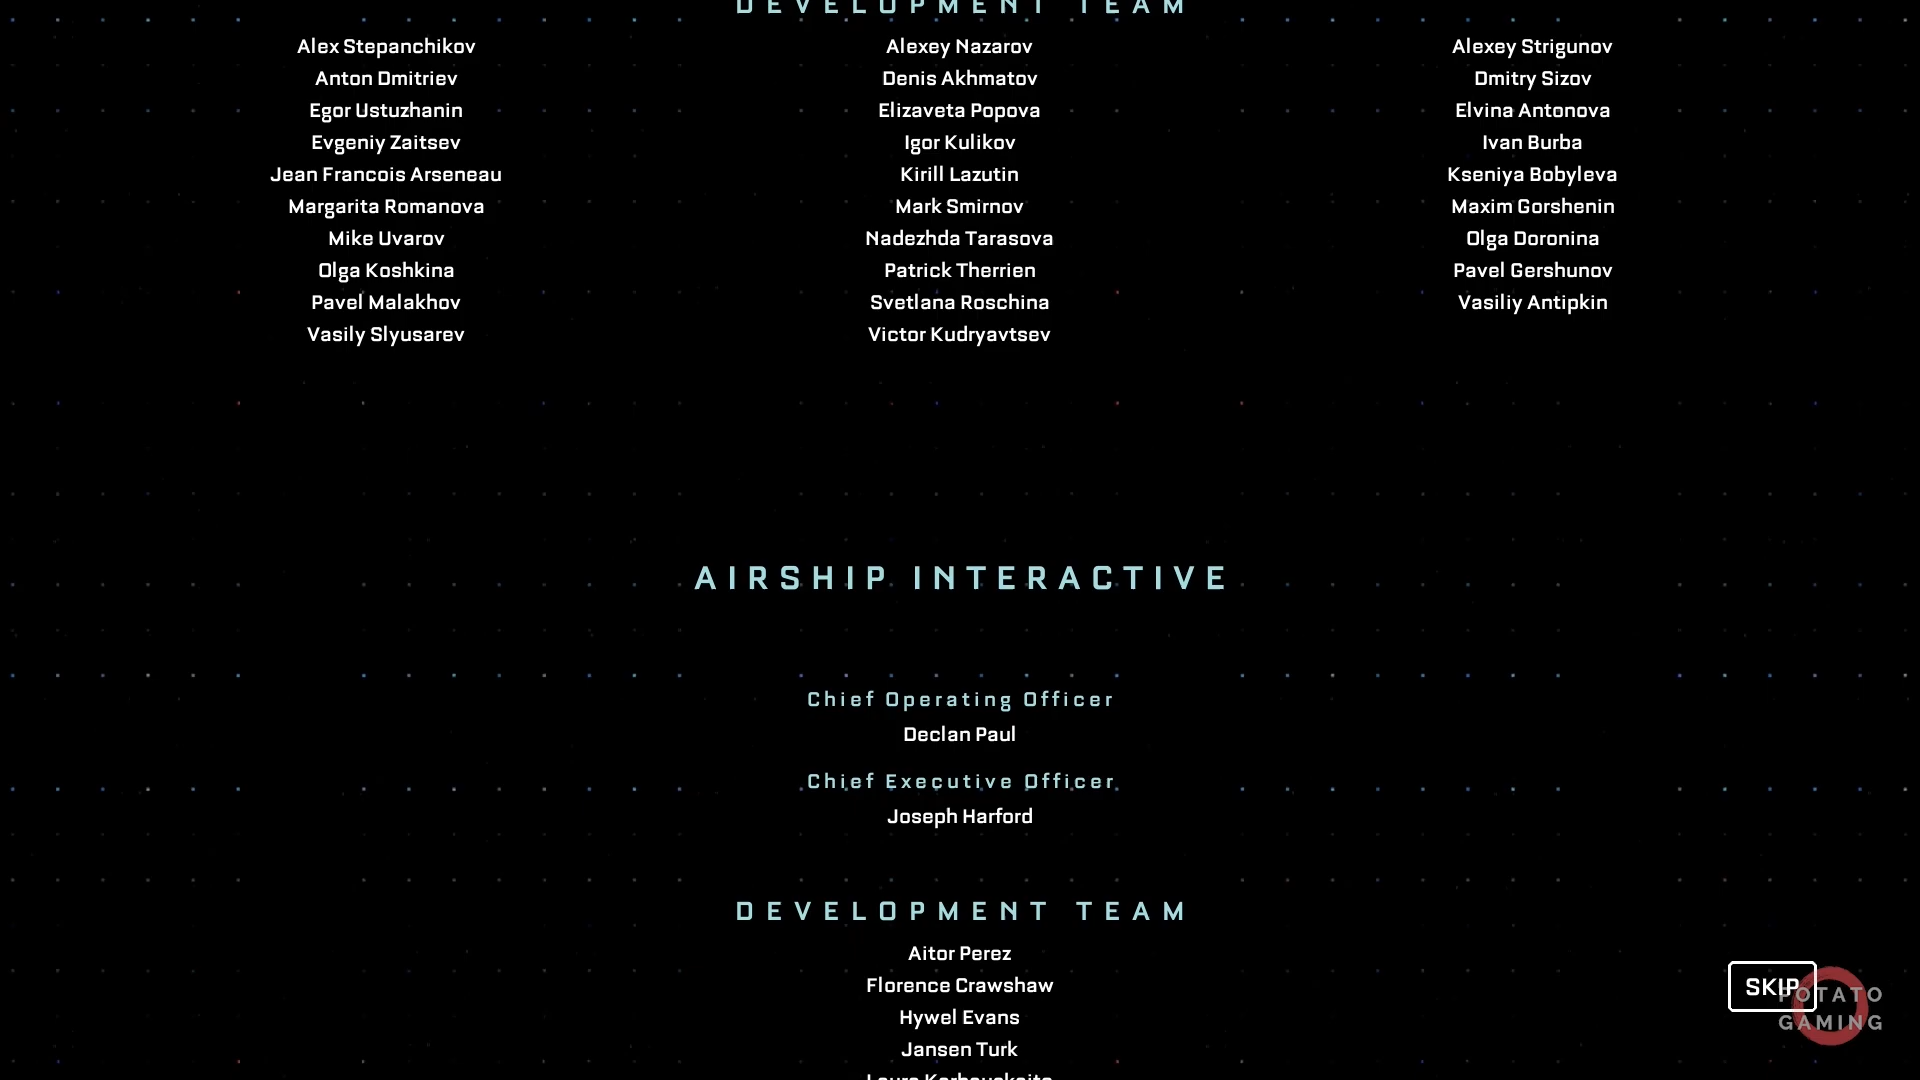 DEVELOPMENT TEAM
Alex Stepanchikov
Anton Dmitriev
Egor Ustuzhanin
Evgeniy Zaitsev
Jean Francois Arseneau
Margarita Romanova
Mike Uvarov
Olga Koshkina
Pavel Malakhov
Vasily Slyusarev
Alexey Nazarov
Denis Akhmatov
Elizaveta Popova
Igor Kulikov
Kirill Lazutin
Mark Smirnov
Nadezhda Tarasova
Patrick Therrien
Svetlana Roschina
Victor Kudryavtsev
Alexey Strigunov
Dmitry Sizov
Elvina Antonova
Ivan Burba
Kseniya Bobyleva
Maxim Gorshenin
Olga Doronina
Pavel Gershunov
Vasiliy Antipkin
AIRSHIP INTERACTIVE
Chief Operating Officer
Declan Paul
Chief Executive Officer
Joseph Harford
DEVELOPMENT TEAM
Aitor Perez
Florence Crawshaw
Hywel Evans
Jansen Turk
SKIP
POTATO
GAMING